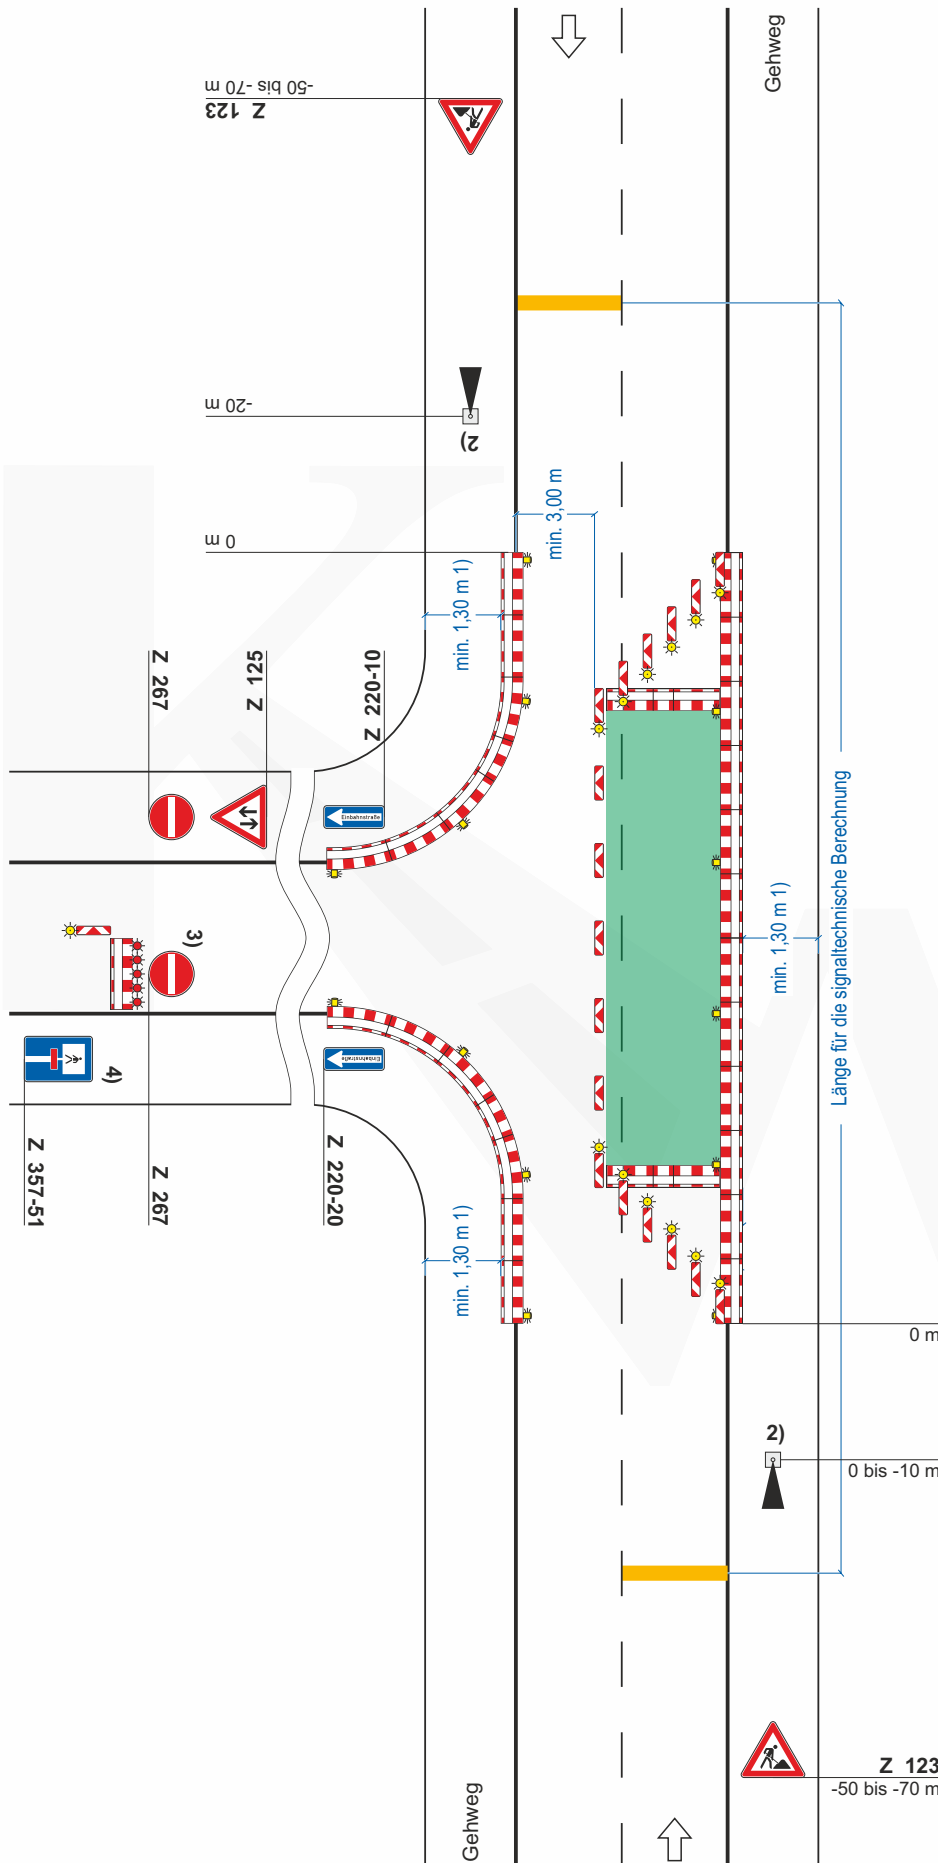 Gehweg
-50 bis -70 m
Z 123
-20 m
2)
0 m
min. 3,00 m
min. 1,30 m 1)
Z 267
Z 125
Z 220-10
Einbahnstraße
3)
min. 1,30 m 1)
Länge für die signaltechnische Berechnung
Einbahnstraße
4)
Z 357-51
Z 267
Z 220-20
min. 1,30 m 1)
0 m
2)
0 bis -10 m
Z 123
-50 bis -70 m
Gehweg